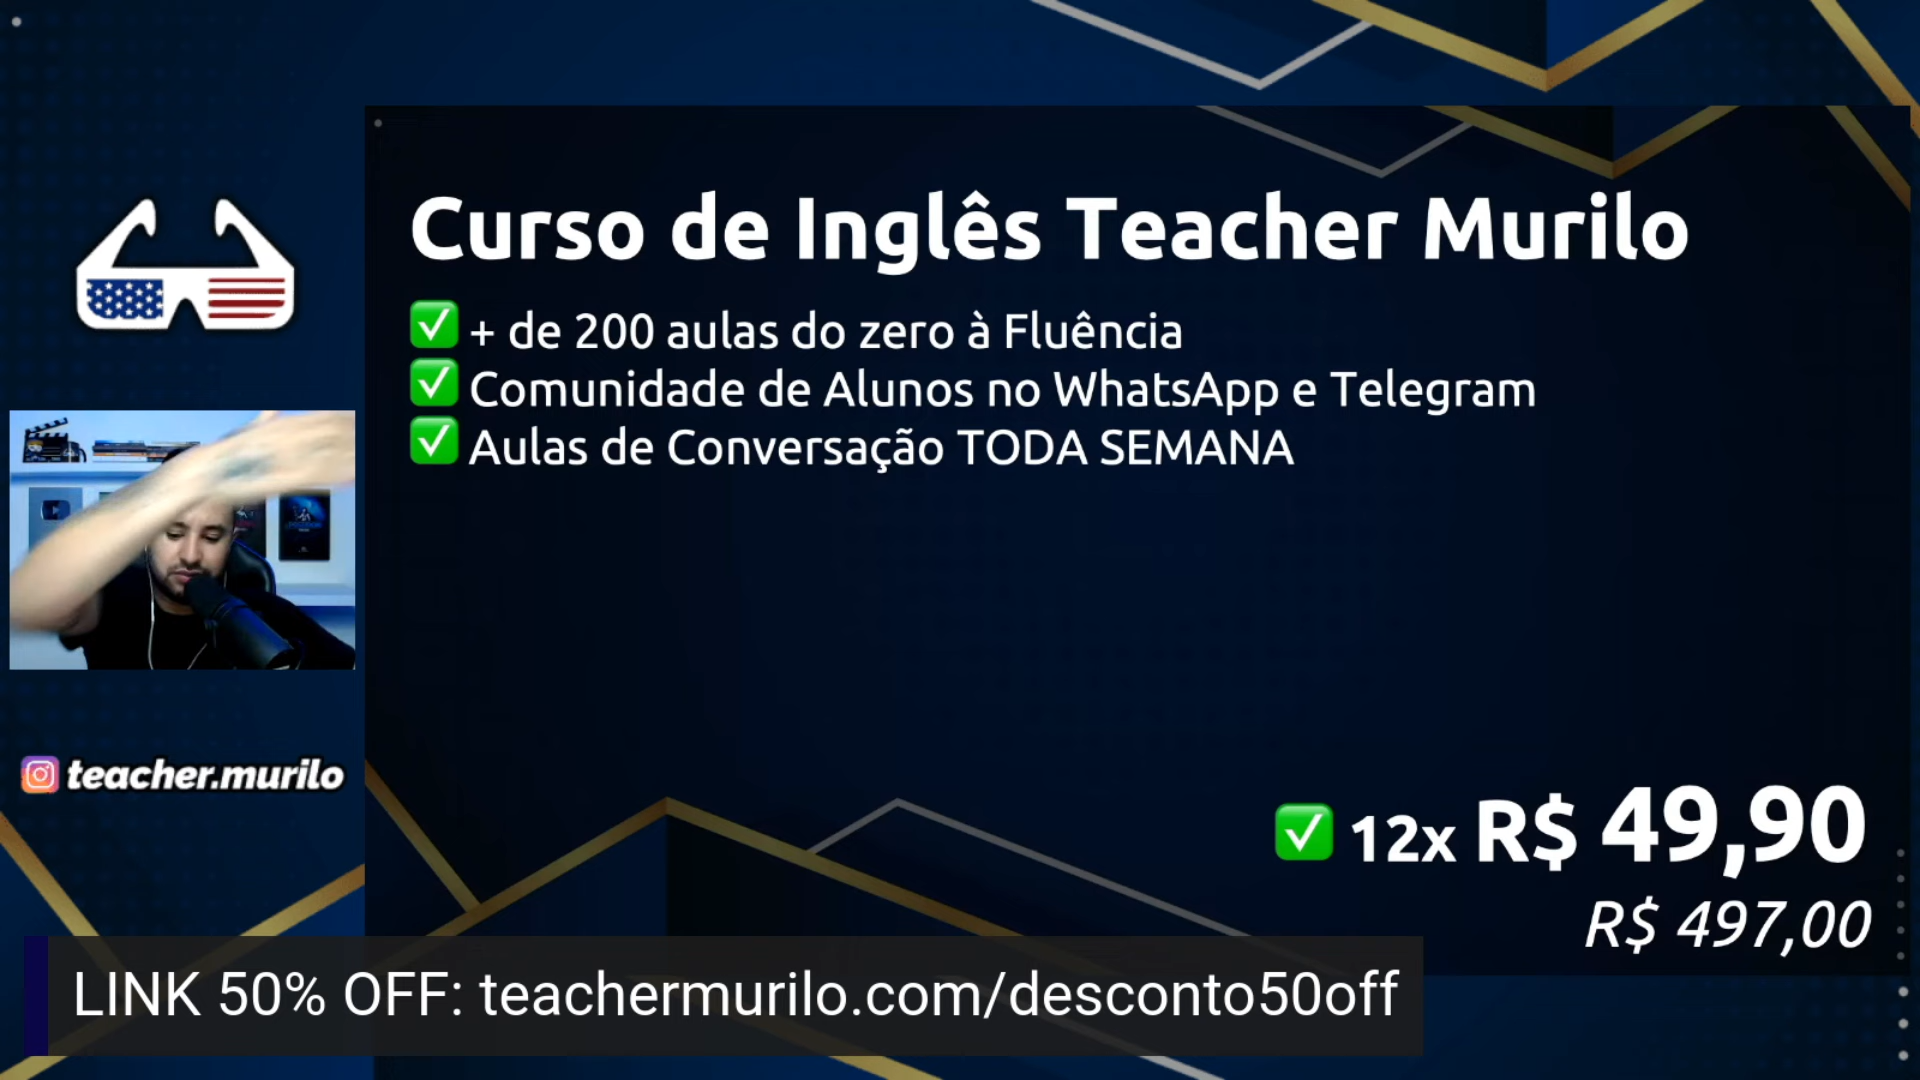 Curso de Inglês Teacher Murilo
✅ + de 200 aulas do zero à Fluência
✅ Comunidade de Alunos no WhatsApp e Telegram
✅ Aulas de Conversação TODA SEMANA
teacher.murilo
✅ 12x R$ 49,90
R$ 497,00
LINK 50% OFF: teachermurilo.com/desconto50off